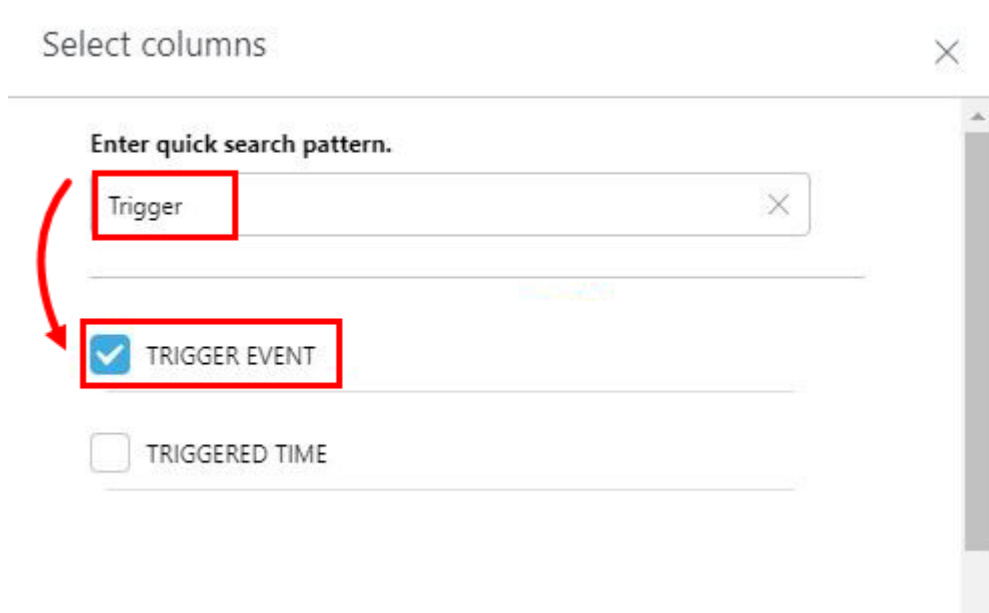 Select columns
Enter quick search pattern.
Trigger
TRIGGER EVENT
TRIGGERED TIME